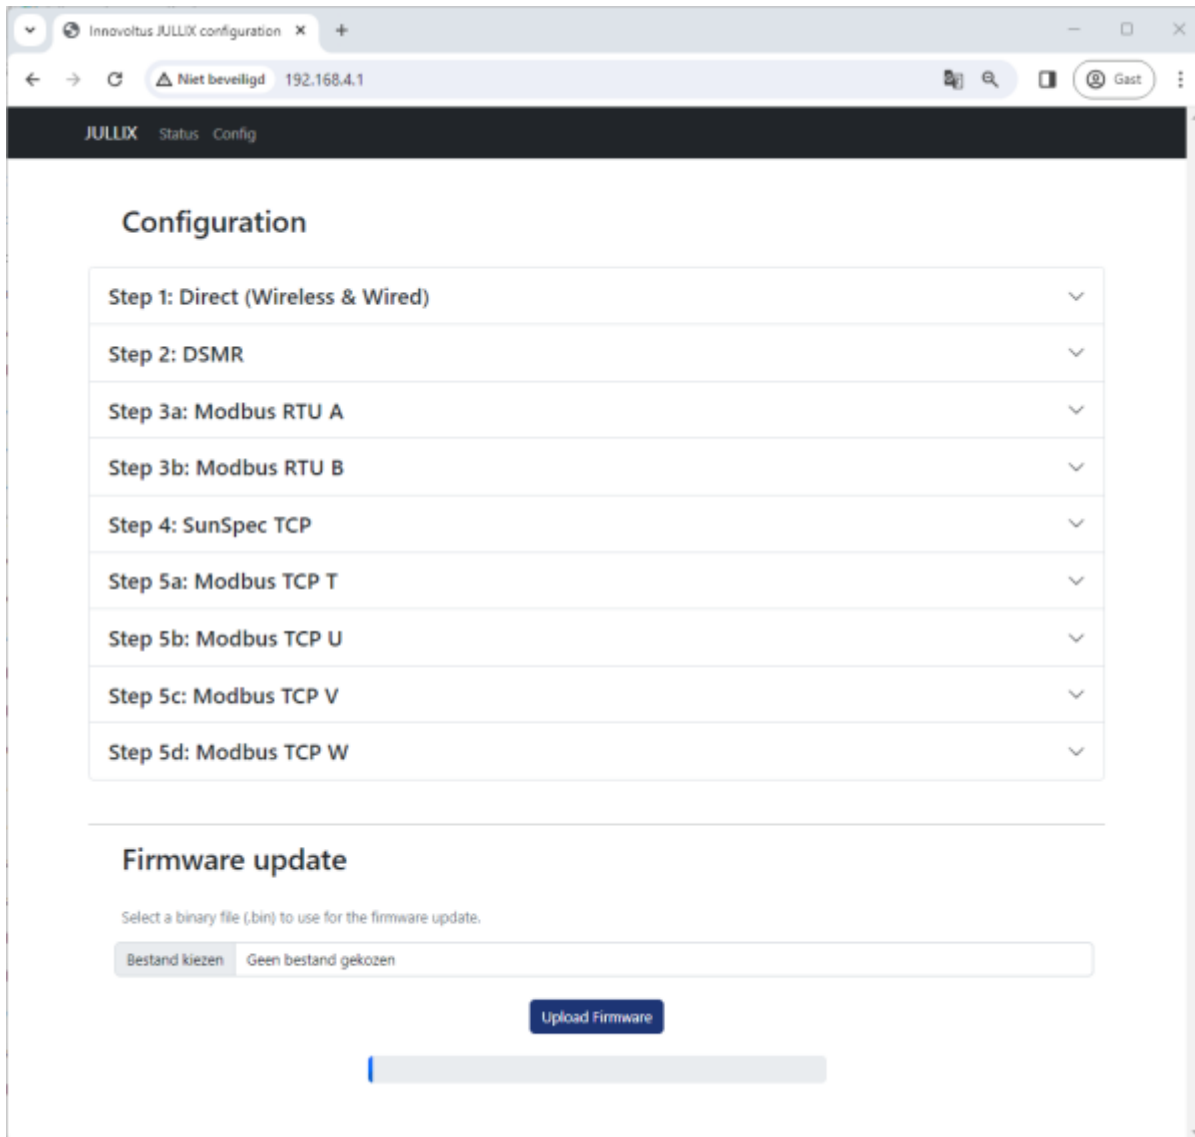 Innovoltus JULLIX configuration
Niet beveiligd 192.168.4.1 Gast
JULLIX Status Config
Configuration
Step 1: Direct (Wireless & Wired)
Step 2: DSMR
Step 3a: Modbus RTU A
Step 3b: Modbus RTU B
Step 4: SunSpec TCP
Step 5a: Modbus TCP T
Step 5b: Modbus TCP U
Step 5c: Modbus TCP V
Step 5d: Modbus TCP W
Firmware update
Select a binary file (.bin) to use for the firmware update.
Bestand kiezen Geen bestand gekozen
Upload Firmware